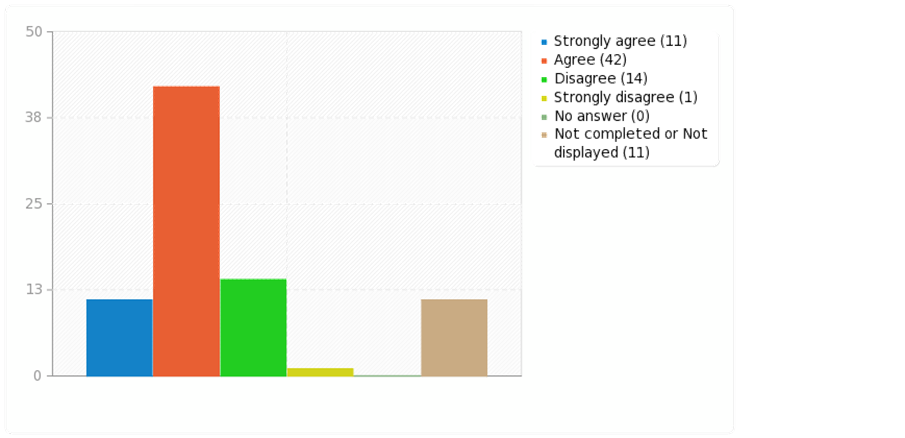 50
38
25
13
0
Strongly agree (11)
Agree (42)
Disagree (14)
Strongly disagree (1)
No answer (0)
Not completed or Not
displayed (11)